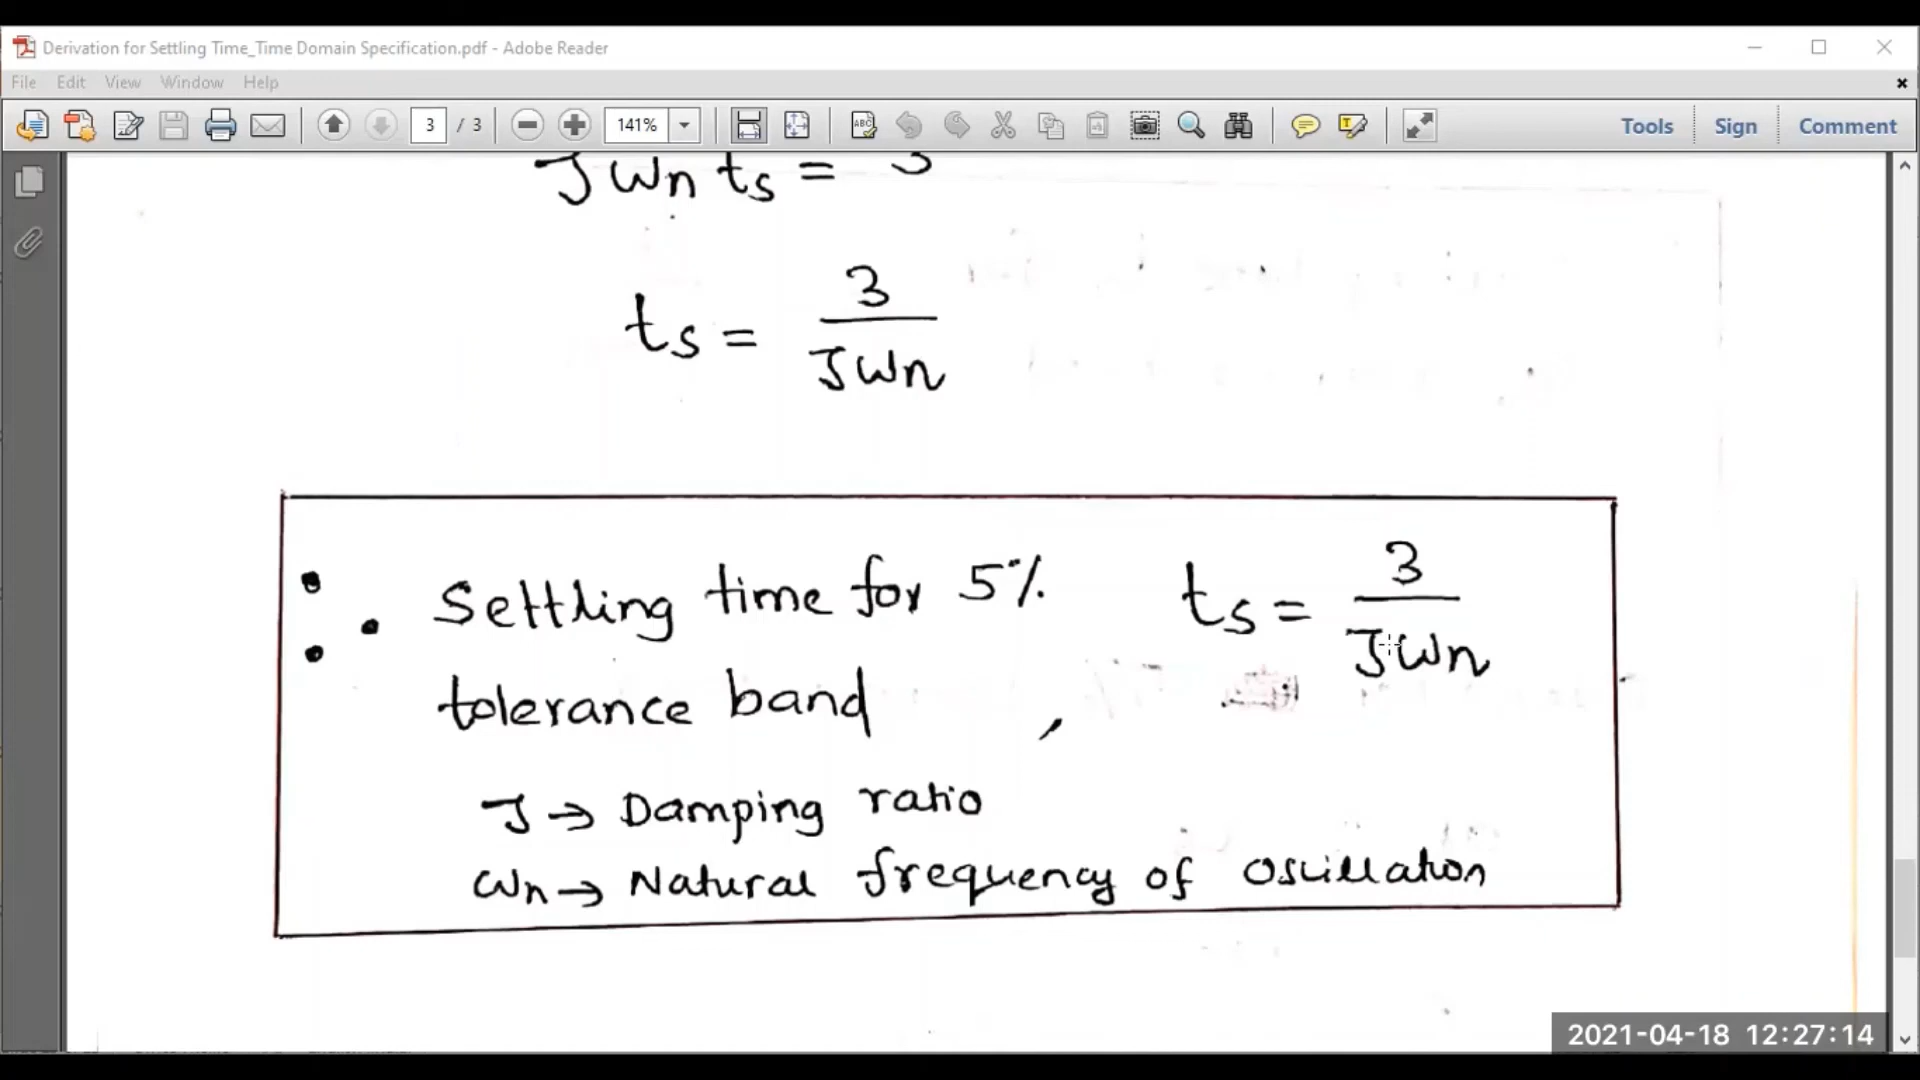 Derivation for Settling Time_Time Domain Specification.pdf - Adobe Reader
File Edit View Window Help
3 / 3 141% Tools Sign Comment
ζ ωn ts = 3
ts = 3 / ζωn
∴ Settling time for 5% ts = 3 / ζωn
tolerance band ,
ζ → Damping ratio
ωn → Natural frequency of oscillation
2021-04-18 12:27:14